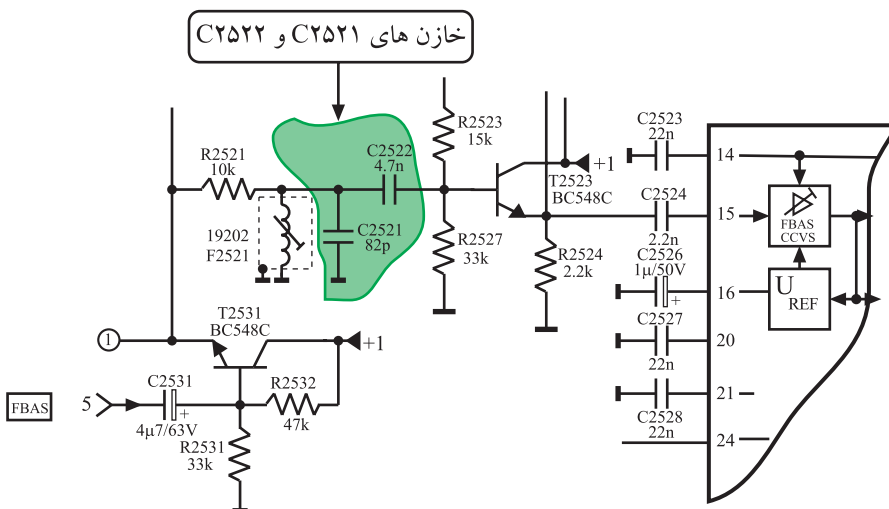 خازن های C۲۵۲۱ و C۲۵۲۲
R2523
15k
C2523
22n
14
R2521
10k
C2522
4.7n
+1
T2523
BC548C
C2524
15
FBAS
CCVS
2.2n
19202
F2521
C2521
82p
R2527
33k
R2524
2.2k
C2526
1µ/50V
+
16
U
REF
T2531
BC548C
1
+1
C2527
20
22n
C2531
R2532
21
FBAS
5
+
4µ7/63V
47k
C2528
22n
24
R2531
33k